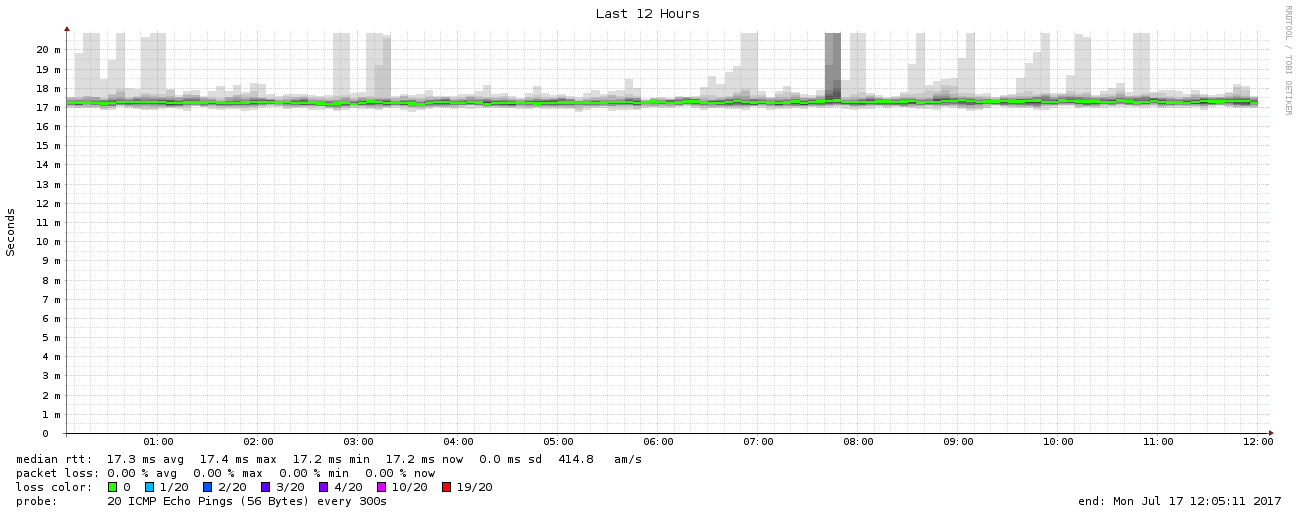 Last 12 Hours
RRDTOOL / TOBI OETIKER
Seconds
20 m
19 m
18 m
17 m
16 m
15 m
14 m
13 m
12 m
11 m
10 m
9 m
8 m
7 m
6 m
5 m
4 m
3 m
2 m
1 m
0
01:00 02:00 03:00 04:00 05:00 06:00 07:00 08:00 09:00 10:00 11:00 12:00
median rtt: 17.3 ms avg 17.4 ms max 17.2 ms min 17.2 ms now 0.0 ms sd 414.8 am/s
packet loss: 0.00 % avg 0.00 % max 0.00 % min 0.00 % now
loss color: 0 1/20 2/20 3/20 4/20 10/20 19/20
probe: 20 ICMP Echo Pings (56 Bytes) every 300s end: Mon Jul 17 12:05:11 2017